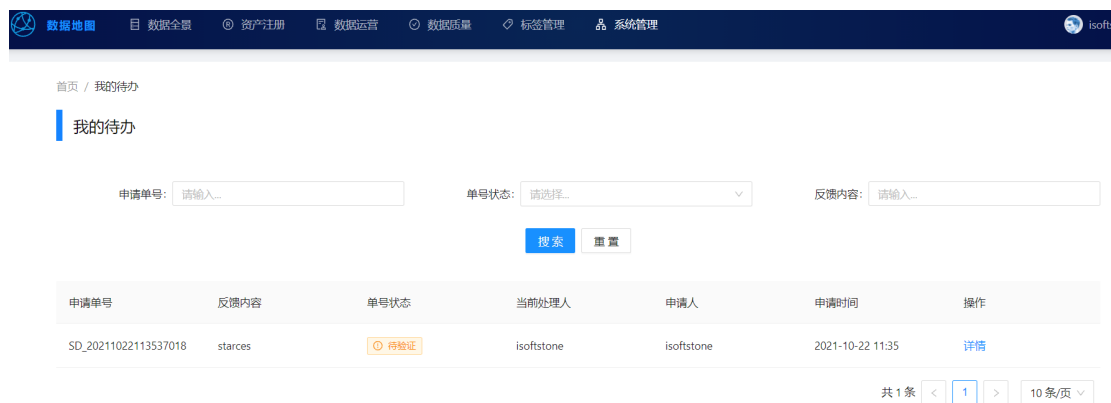 数据地图 数据全景 资产注册 数据运营 数据质量 标签管理 系统管理 isofts
首页 / 我的待办
我的待办
申请单号: 请输入... 单号状态: 请选择... 反馈内容: 请输入...
搜索 重置
申请单号 反馈内容 单号状态 当前处理人 申请人 申请时间 操作
SD_20211022113537018 starces 待验证 isoftstone isoftstone 2021-10-22 11:35 详情
共 1 条 < 1 > 10 条/页